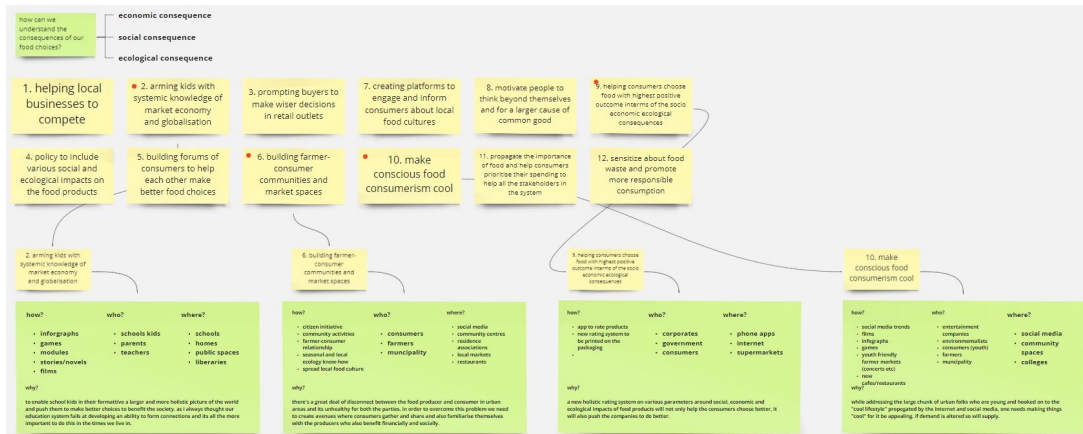 how can we
understand the
consequences of our
food choices?
economic consequence
social consequence
ecological consequence
1. helping local
businesses to
compete
2. arming kids with
systemic knowledge of
market economy
and globalisation
3. prompting buyers to
make wiser decisions
in retail outlets
7. creating platforms to
engage and inform
consumers about local
food cultures
8. motivate people to
think beyond themselves
and for a larger cause of
common good
9. helping consumers choose
food with highest positive
outcome interms of the socio
economic ecological
consequences
4. policy to include
various social and
ecological impacts on
the food products
5. building forums of
consumers to help
each other make
better food choices
6. building farmer-
consumer
communities and
market spaces
10. make
conscious food
consumerism cool
11. propagate the importance
of food and help consumers
prioritise their spending to
help all the stakeholders in
the system
12. sensitize about food
waste and promote
more responsible
consumption
2. arming kids with
systemic knowledge of
market economy
and globalisation
6. building farmer-
consumer
communities and
market spaces
9. helping consumers choose
food with highest positive
outcome interms of the socio
economic ecological
consequences
10. make
conscious food
consumerism cool
how?
• infographs
• games
• modules
• stories/novels
• films
who?
• schools kids
• parents
• teachers
where?
• schools
• homes
• public spaces
• liberaries
why?
to enable school kids in their formattive a larger and more holistic picture of the world
and push them to make better choices to benefit the society. as i always thought our
education system fails at developing an ability to form connections and its all the more
important to do this in the times we live in.
how?
• citizen initiative
• community activities
• farmer-consumer
relationship
• seasonal and local
ecology know-how
• spread local food culture
who?
• consumers
• farmers
• muncipality
where?
• social media
• community centres
• residence
associations
• local markets
• restaurants
why?
there's a great deal of disconnect between the food producer and consumer in urban
areas and its unhealthy for both the parties. in order to overcome this problem we need
to create avenues where consumers gather and share and also familiarise themselves
with the producers who also benefit financially and socially.
how?
• app to rate products
• new rating system to
be printed on the
packaging
•
who?
• corporates
• government
• consumers
where?
• phone apps
• internet
• supermarkets
why?
a new holistic rating system on various parameters around social, economic and
ecological impacts of food products will not only help the consumers choose better, it
will also push the companies to do better.
how?
• social media trends
• films
• infographs
• games
• youth friendly
farmer markets
(concerts etc)
• new
cafes/restaurants
who?
• entertainment
companies
• environmentalists
• consumers (youth)
• farmers
• muncipality
where?
• social media
• community
spaces
• colleges
why?
while addressing the large chunk of urban folks who are young and hooked on to the
"cool lifestyle" propogated by the internet and social media, one needs making things
"cool" for it be appealing. if demand is altered so will supply.